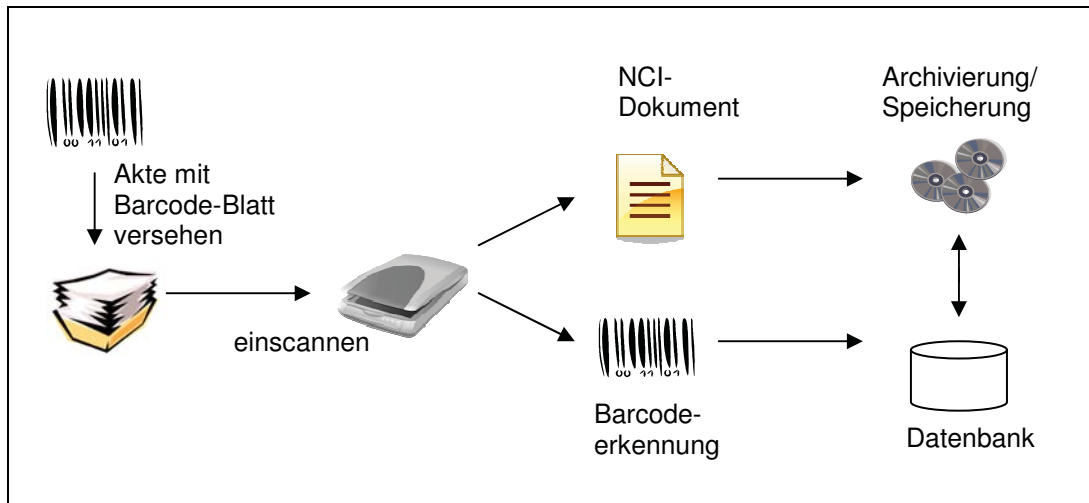 Akte mit
Barcode-Blatt
versehen
einscannen
NCI-
Dokument
Archivierung/
Speicherung
Barcode-
erkennung
Datenbank